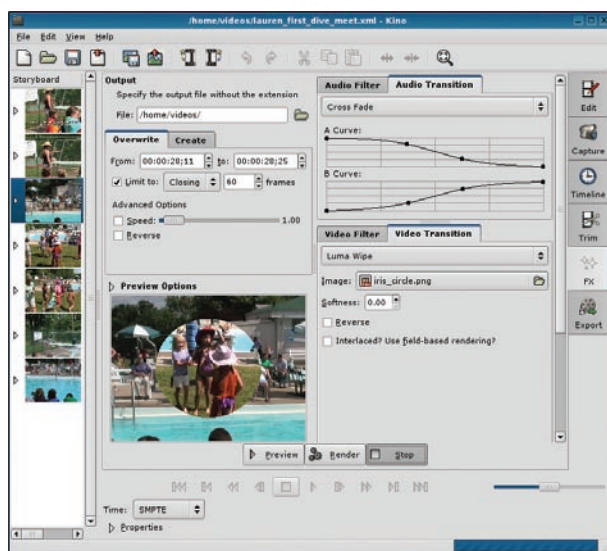 /home/videos/lauren_first_dive_meet.xml - Kino
File Edit View Help
Storyboard
Output
Specify the output file without the extension
File: /home/videos/
Overwrite Create
From: 00:00:28;11 to: 00:00:28;25
Limit to: Closing 60 frames
Advanced Options
Speed: 1.00
Reverse
Preview Options
Audio Filter Audio Transition
Cross Fade
A Curve:
B Curve:
Video Filter Video Transition
Luma Wipe
Image: iris_circle.png
Softness: 0.00
Reverse
Interlaced? Use field-based rendering?
Edit
Capture
Timeline
Trim
FX
Export
Preview Render Stop
Time: SMPTE
Properties